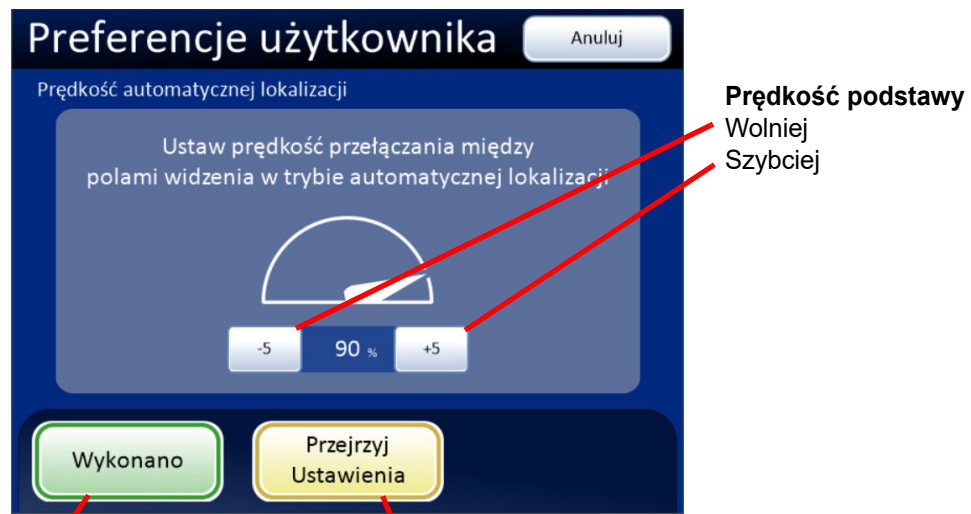 Preferencje użytkownika
Anuluj
Prędkość automatycznej lokalizacji
Ustaw prędkość przełączania między
polami widzenia w trybie automatycznej lokalizacji
-5
90 %
+5
Wykonano
Przejrzyj
Ustawienia
Prędkość podstawy
Wolniej
Szybciej